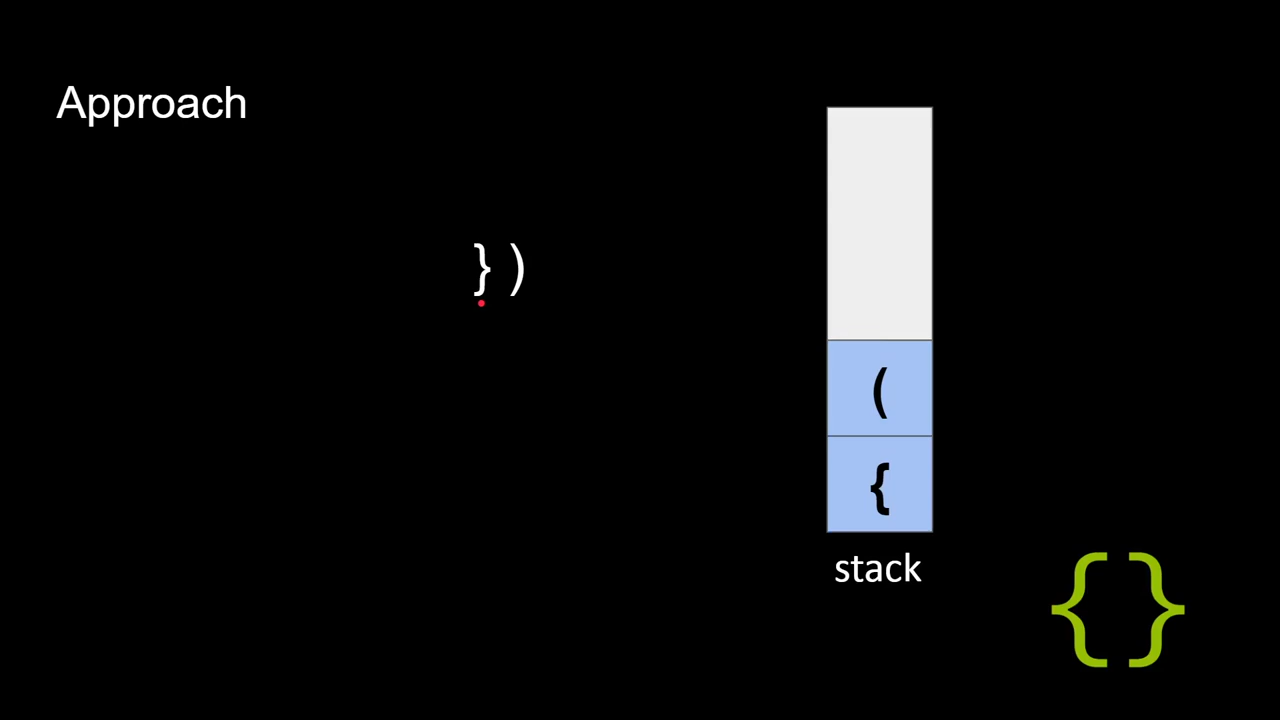 Approach
} )
(
{
stack
{ }